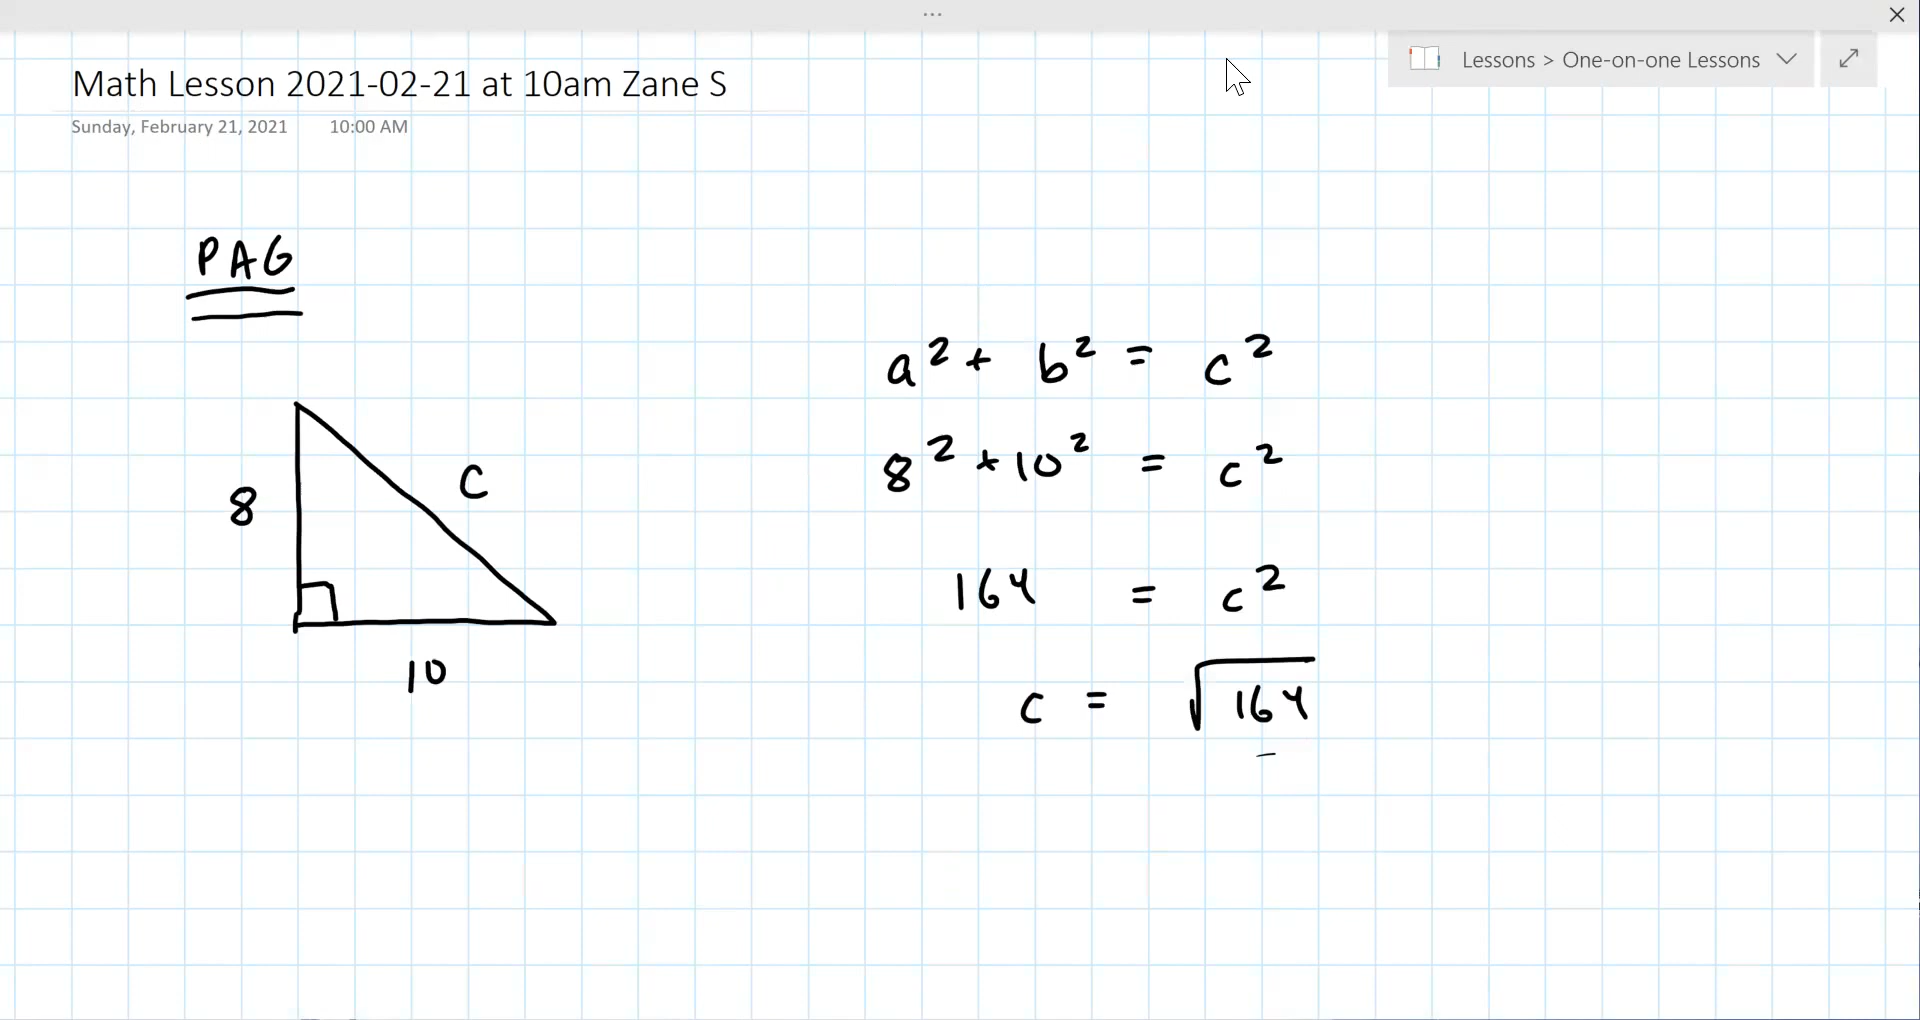 ...
Lessons > One-on-one Lessons
Math Lesson 2021-02-21 at 10am Zane S
Sunday, February 21, 2021 10:00 AM
PAG
a² + b² = c²
8² + 10² = c²
164 = c²
c = √164
8
C
10